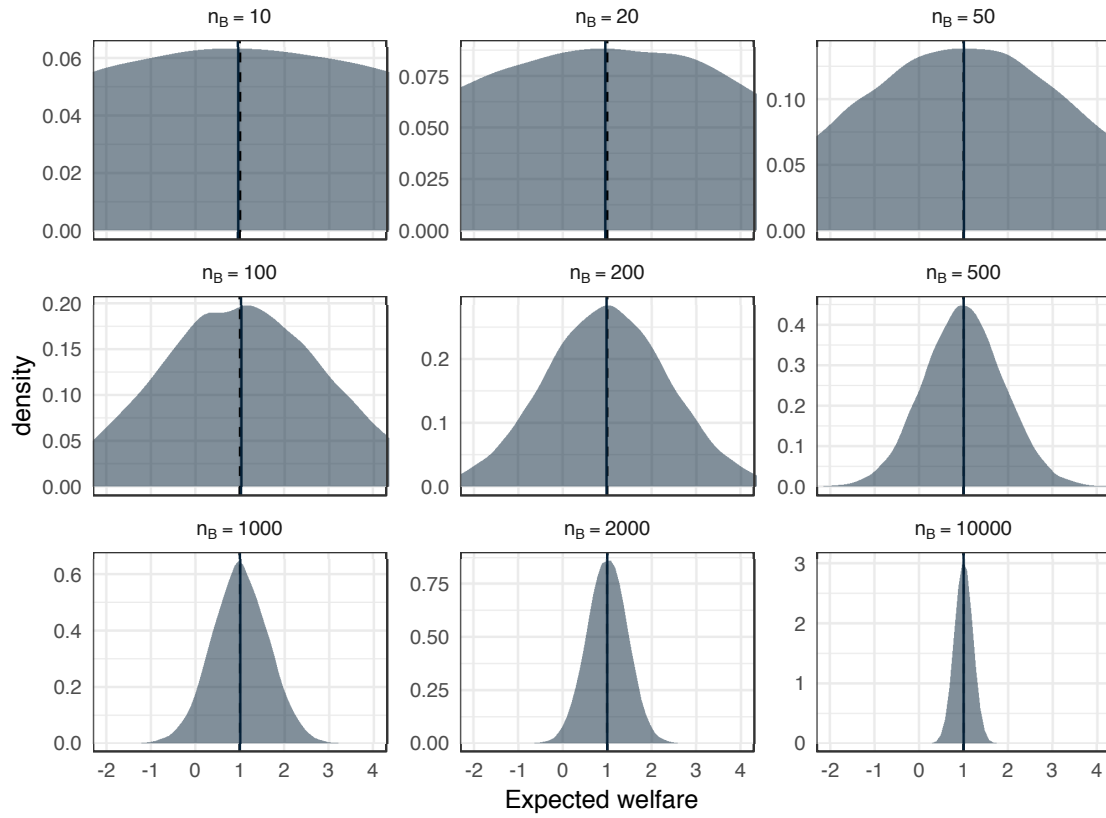 n_B = 10
n_B = 20
n_B = 50
0.06
0.04
0.02
0.00
0.075
0.050
0.025
0.000
0.10
0.05
0.00
n_B = 100
n_B = 200
n_B = 500
0.20
0.15
0.10
0.05
0.00
0.2
0.1
0.0
0.4
0.3
0.2
0.1
0.0
density
n_B = 1000
n_B = 2000
n_B = 10000
0.6
0.4
0.2
0.0
0.75
0.50
0.25
0.00
3
2
1
0
-2 -1 0 1 2 3 4
-2 -1 0 1 2 3 4
-2 -1 0 1 2 3 4
Expected welfare